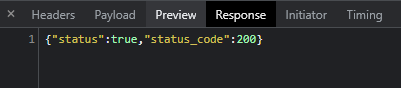 × Headers Payload Preview Response Initiator Timing
1 {"status":true,"status_code":200}